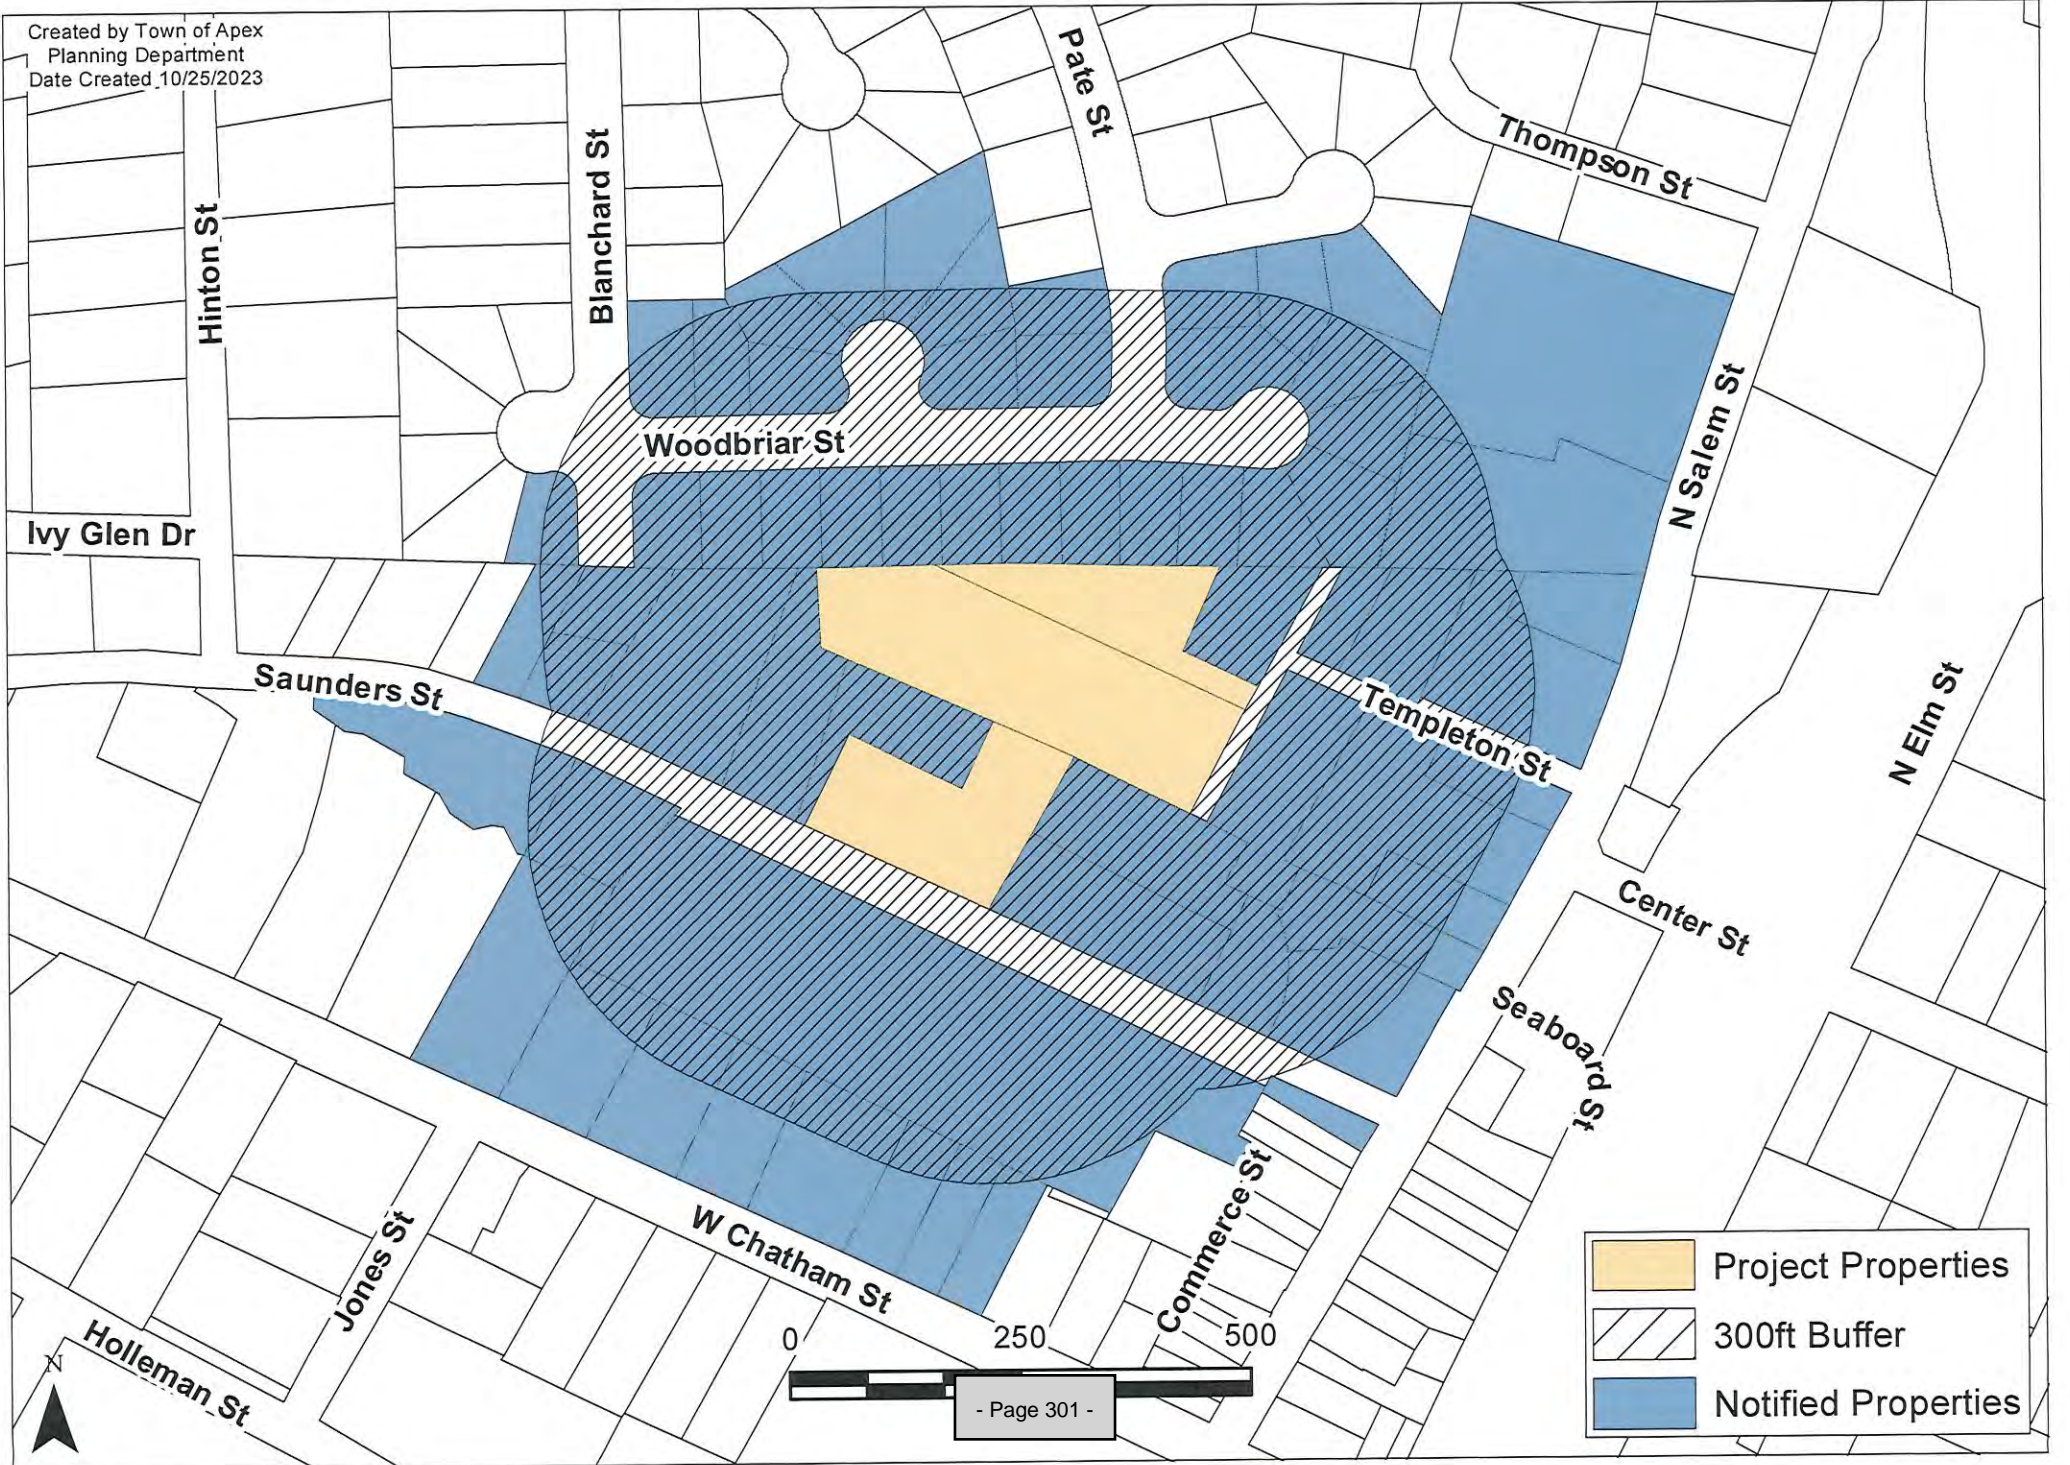 Created by Town of Apex
Planning Department
Date Created 10/25/2023
Pate St
Thompson St
Blanchard St
Hinton St
Woodbriar St
N Salem St
Ivy Glen Dr
Saunders St
Templeton St
N Elm St
Center St
Seaboard St
Commerce St
W Chatham St
Jones St
Holleman St
N
0 250 500
- Page 301 -
Project Properties
300ft Buffer
Notified Properties